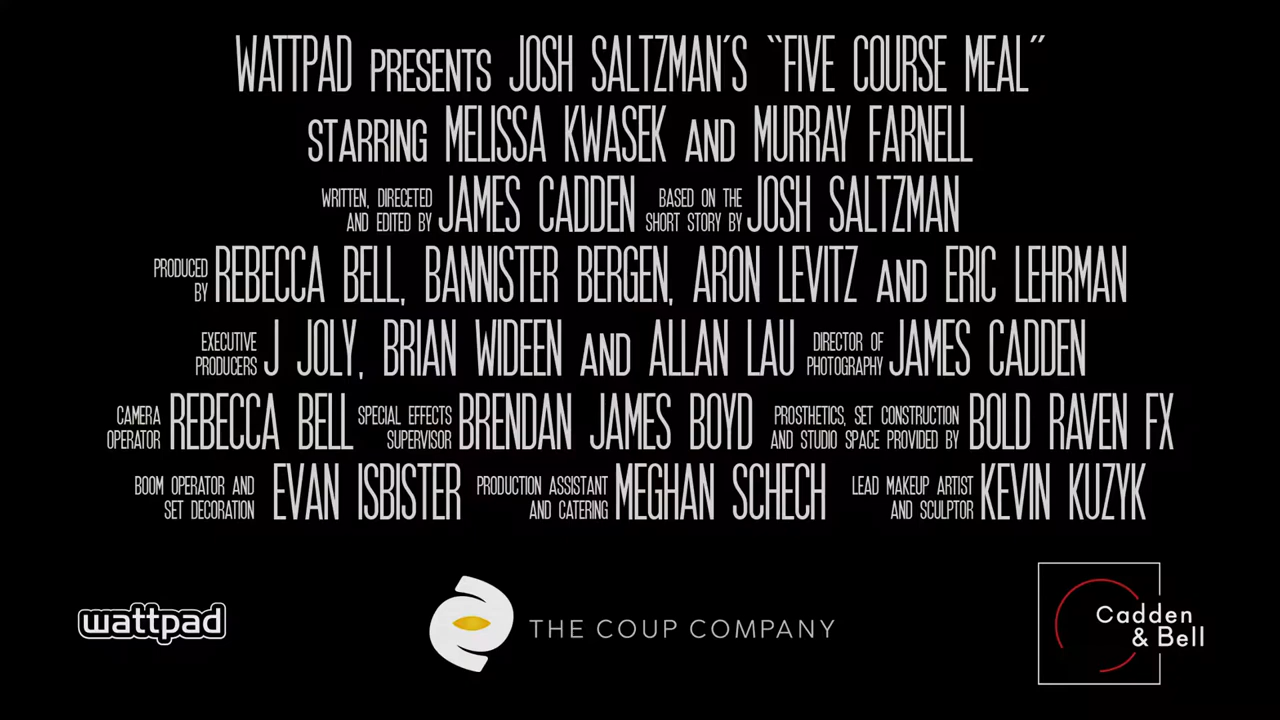 WATTPAD PRESENTS JOSH SALTZMAN'S "FIVE COURSE MEAL"
STARRING MELISSA KWASEK AND MURRAY FARNELL
WRITTEN, DIRECETED AND EDITED BY JAMES CADDEN BASED ON THE SHORT STORY BY JOSH SALTZMAN
PRODUCED BY REBECCA BELL, BANNISTER BERGEN, ARON LEVITZ AND ERIC LEHRMAN
EXECUTIVE PRODUCERS J JOLY, BRIAN WIDEEN AND ALLAN LAU DIRECTOR OF PHOTOGRAPHY JAMES CADDEN
CAMERA OPERATOR REBECCA BELL SPECIAL EFFECTS SUPERVISOR BRENDAN JAMES BOYD PROSTHETICS, SET CONSTRUCTION AND STUDIO SPACE PROVIDED BY BOLD RAVEN FX
BOOM OPERATOR AND SET DECORATION EVAN ISBISTER PRODUCTION ASSISTANT AND CATERING MEGHAN SCHECH LEAD MAKEUP ARTIST AND SCULPTOR KEVIN KUZYK
wattpad
THE COUP COMPANY
Cadden
& Bell